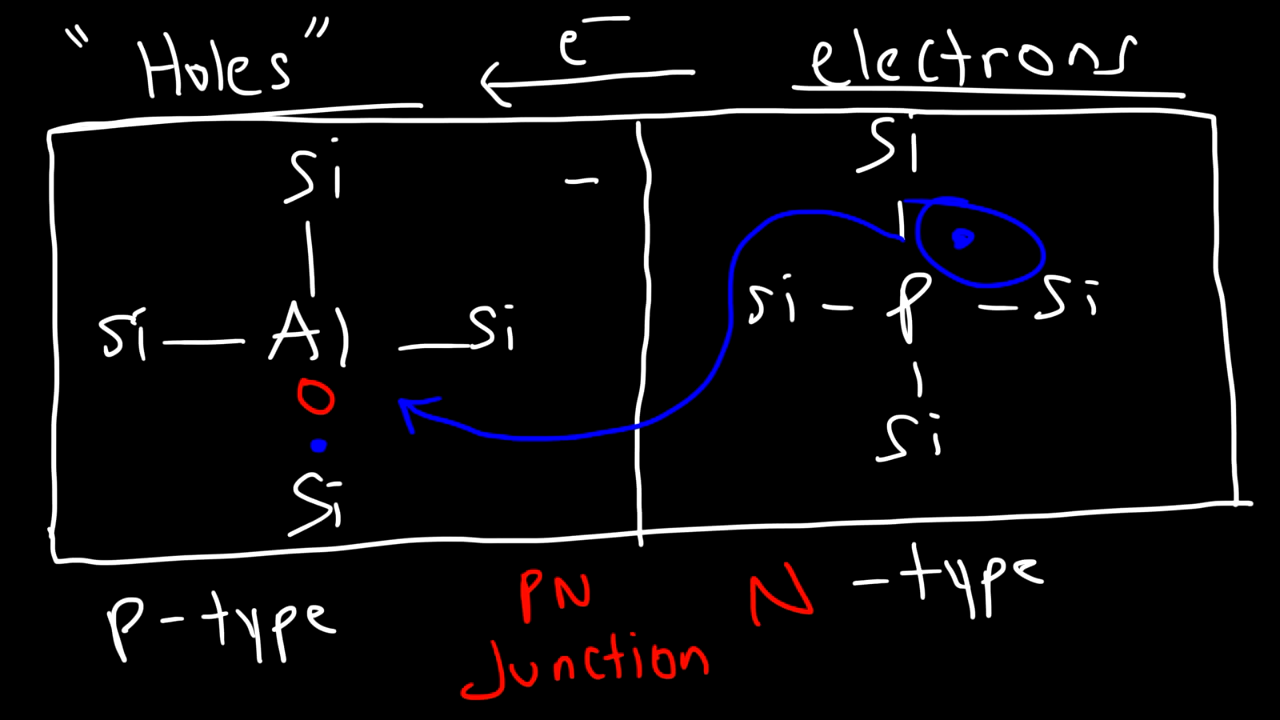 "Holes" e⁻ electrons
Si Si
-
Si — Al — Si Si - P - Si
Si Si
P-type PN Junction N-type